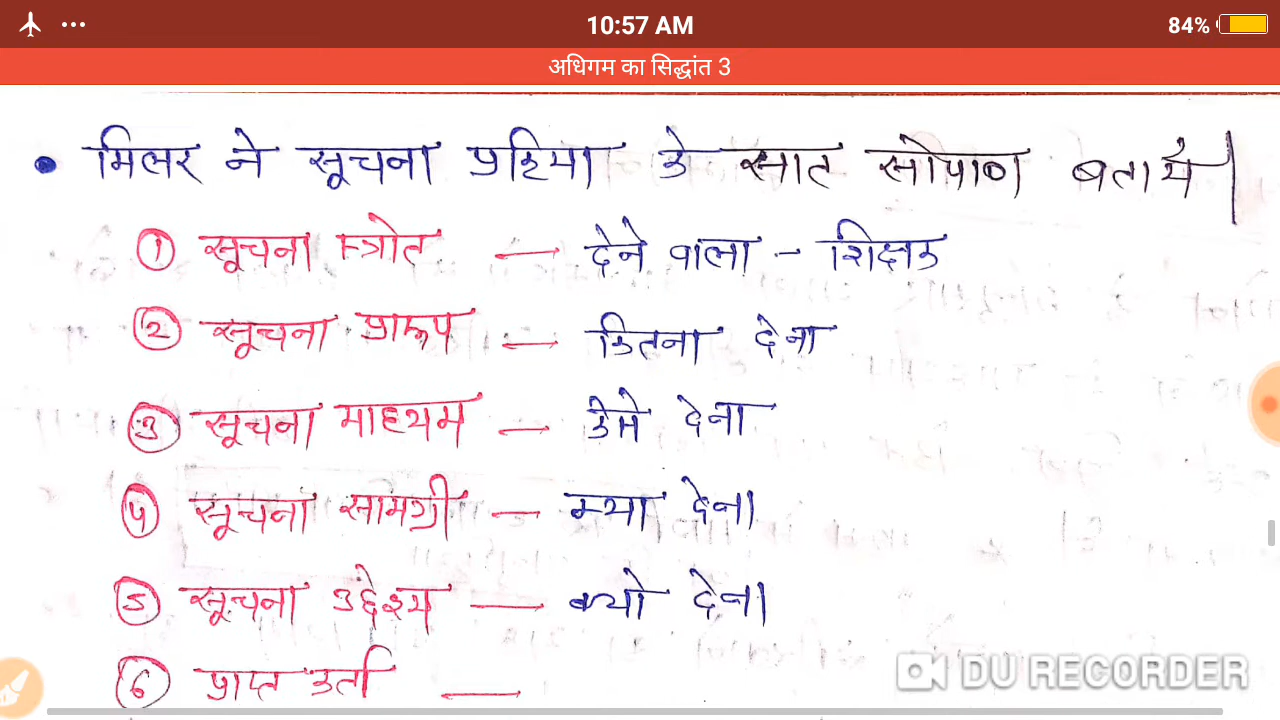 10:57 AM
84%
अधिगम का सिद्धांत 3
• मिलर ने सूचना प्रक्रिया के सात सोपाण बताये।
① सूचना स्त्रोत — देने वाला - शिक्षक
② सूचना प्रारूप — कितना देना
③ सूचना माध्यम — कैसे देना
④ सूचना सामग्री — क्या देना
⑤ सूचना उद्देश्य — क्यो देना
⑥ प्राप्त कर्ता —
DU RECORDER